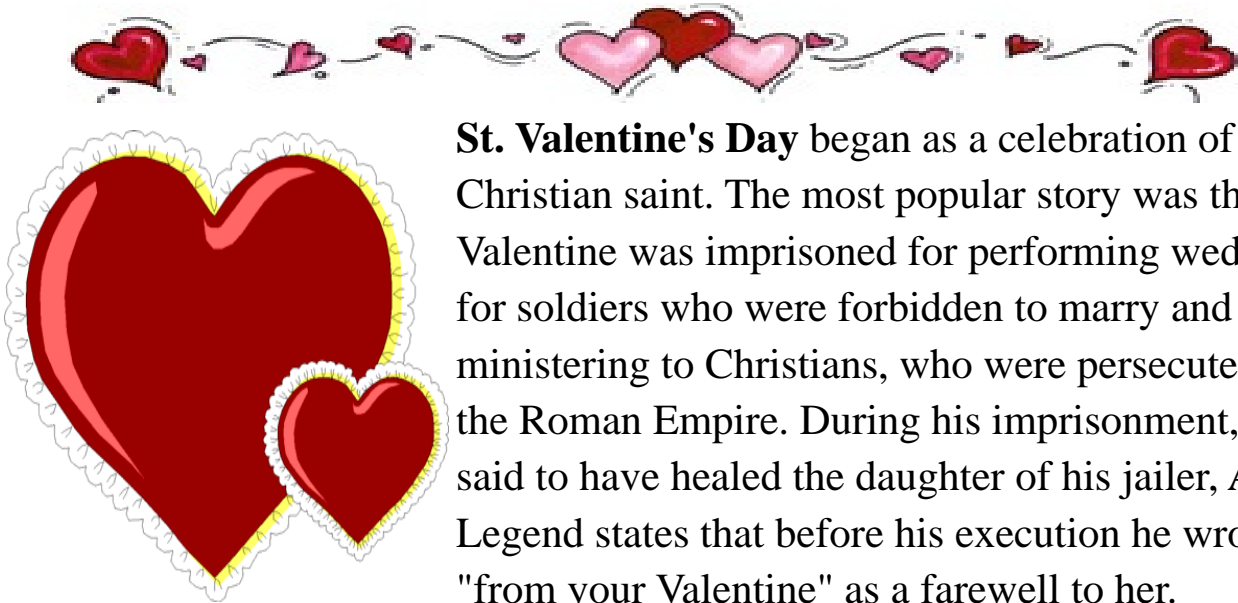 St. Valentine's Day began as a celebration of
Christian saint. The most popular story was
Valentine was imprisoned for performing
for soldiers who were forbidden to marry and
ministering to Christians, who were
the Roman Empire. During his imprisonment,
said to have healed the daughter of his jailer,
Legend states that before his execution he
"from your Valentine" as a farewell to her.